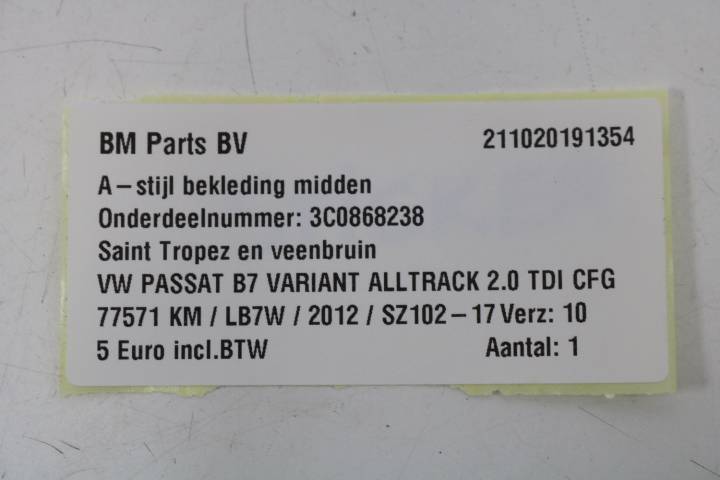 BM Parts BV 211020191354
A-stijl bekleding midden
Onderdeelnummer: 3C0868238
Saint Tropez en veenbruin
VW PASSAT B7 VARIANT ALLTRACK 2.0 TDI CFG
77571 KM / LB7W / 2012 / SZ102-17 Verz: 10
5 Euro incl.BTW Aantal: 1